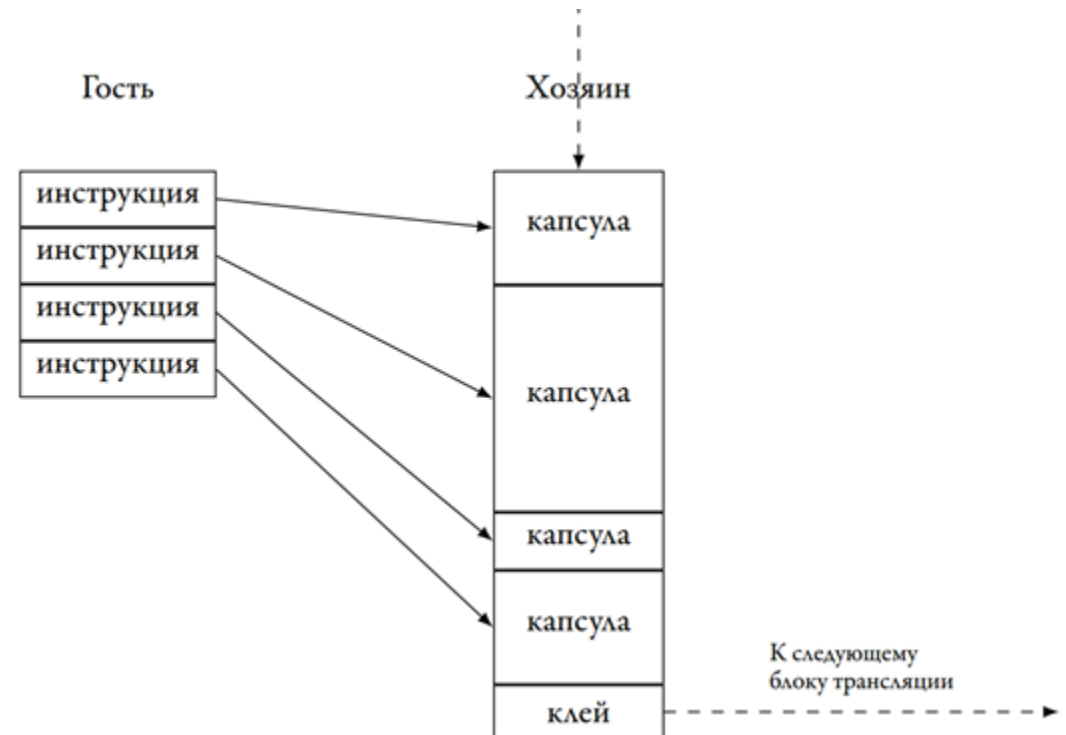 Гость
Хозяин
инструкция
инструкция
инструкция
инструкция
капсула
капсула
капсула
капсула
клей
К следующему
блоку трансляции